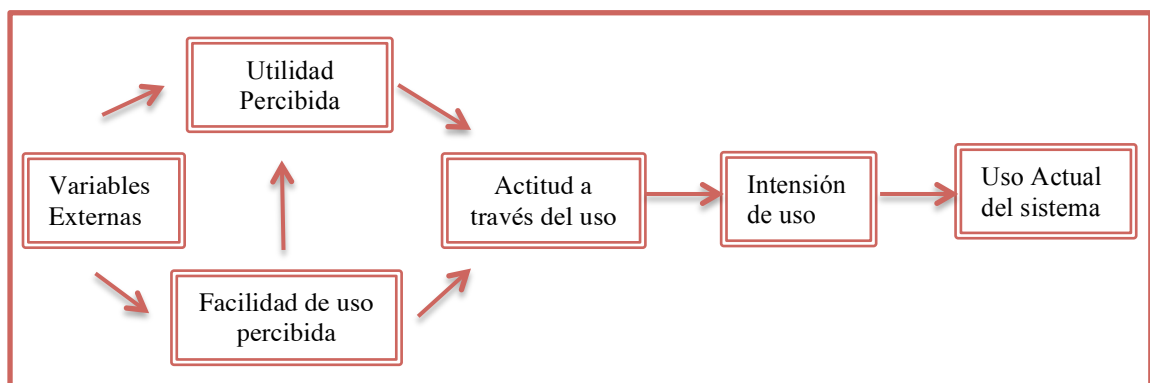 Utilidad
Percibida
Variables
Externas
Actitud a
través del uso
Intensión
de uso
Uso Actual
del sistema
Facilidad de uso
percibida